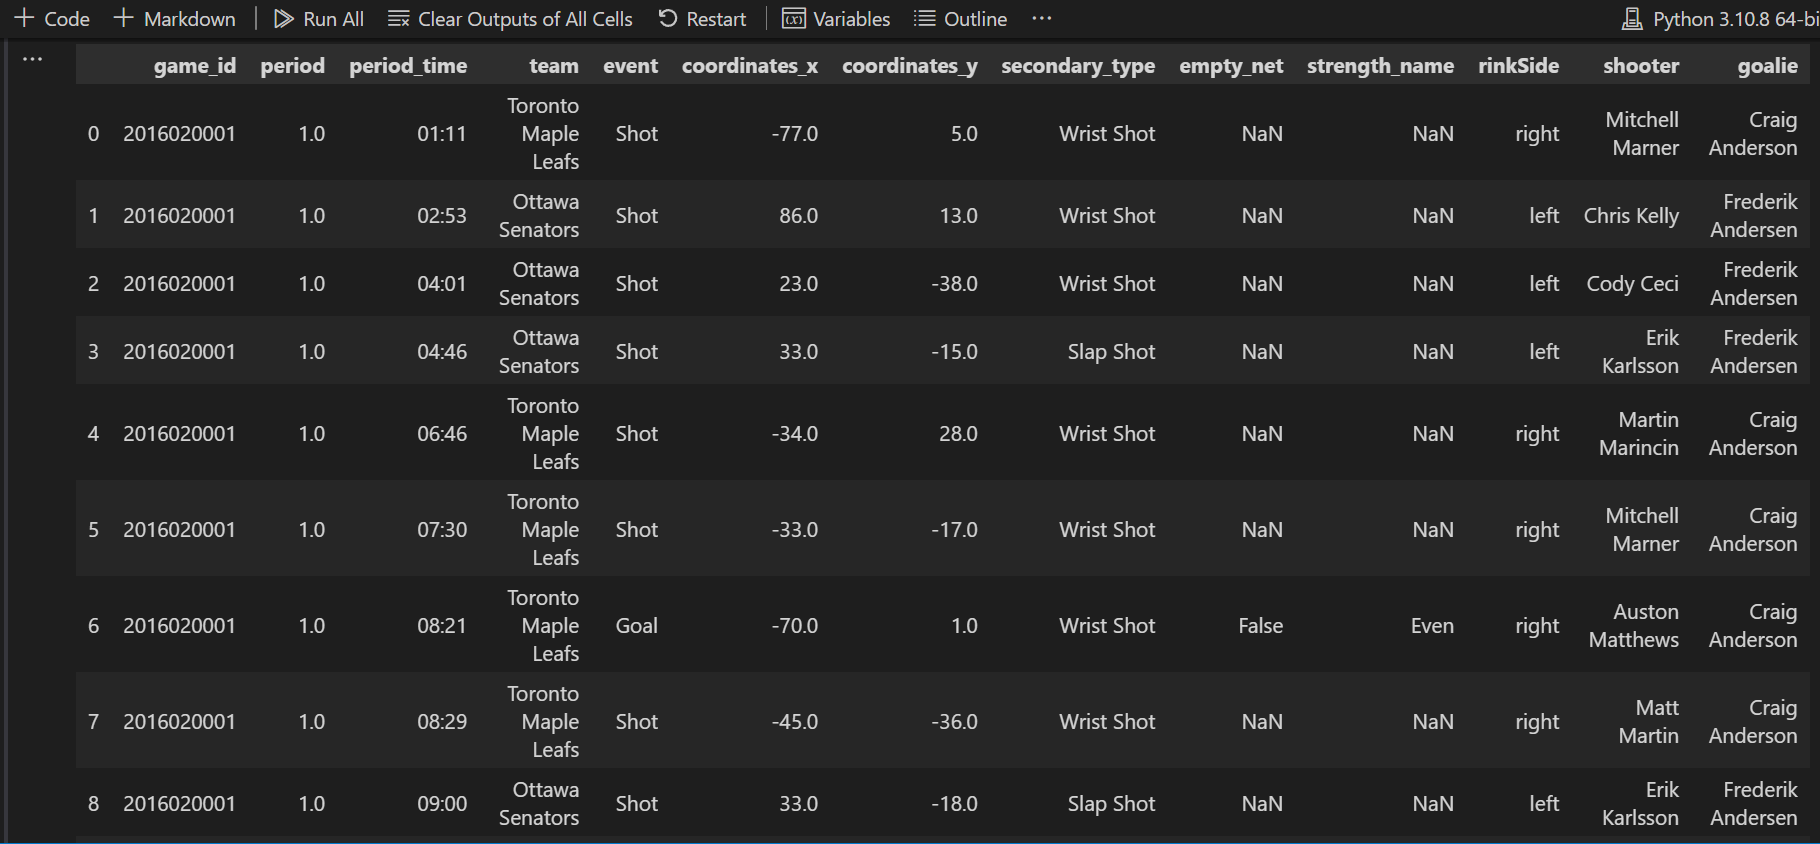 Code Markdown Run All Clear Outputs of All Cells Restart Variables Outline ··· Python 3.10.8 64-bi
···
game_id period period_time team event coordinates_x coordinates_y secondary_type empty_net strength_name rinkSide shooter goalie
0 2016020001 1.0 01:11 Toronto Maple Leafs Shot -77.0 5.0 Wrist Shot NaN NaN right Mitchell Marner Craig Anderson
1 2016020001 1.0 02:53 Ottawa Senators Shot 86.0 13.0 Wrist Shot NaN NaN left Chris Kelly Frederik Andersen
2 2016020001 1.0 04:01 Ottawa Senators Shot 23.0 -38.0 Wrist Shot NaN NaN left Cody Ceci Frederik Andersen
3 2016020001 1.0 04:46 Ottawa Senators Shot 33.0 -15.0 Slap Shot NaN NaN left Erik Karlsson Frederik Andersen
4 2016020001 1.0 06:46 Toronto Maple Leafs Shot -34.0 28.0 Wrist Shot NaN NaN right Martin Marincin Craig Anderson
5 2016020001 1.0 07:30 Toronto Maple Leafs Shot -33.0 -17.0 Wrist Shot NaN NaN right Mitchell Marner Craig Anderson
6 2016020001 1.0 08:21 Toronto Maple Leafs Goal -70.0 1.0 Wrist Shot False Even right Auston Matthews Craig Anderson
7 2016020001 1.0 08:29 Toronto Maple Leafs Shot -45.0 -36.0 Wrist Shot NaN NaN right Matt Martin Craig Anderson
8 2016020001 1.0 09:00 Ottawa Senators Shot 33.0 -18.0 Slap Shot NaN NaN left Erik Karlsson Frederik Andersen